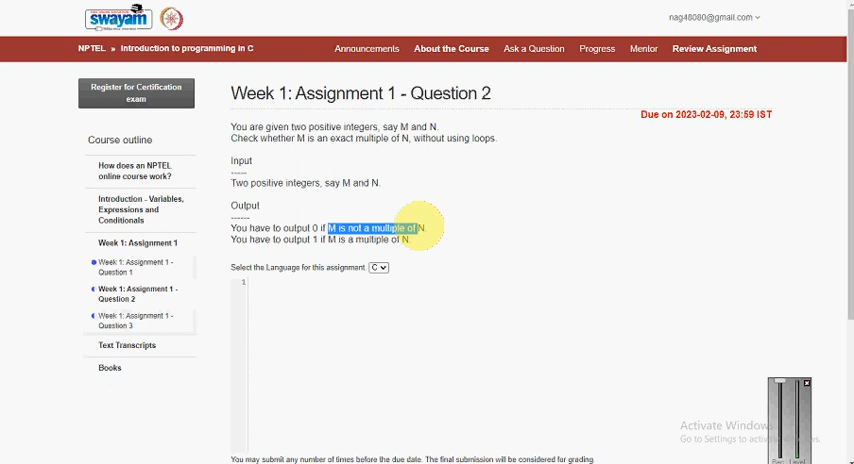 swayam
nag48080@gmail.com
NPTEL » Introduction to programming in C
Announcements About the Course Ask a Question Progress Mentor Review Assignment
Register for Certification
exam
Course outline
How does an NPTEL
online course work?
Introduction - Variables,
Expressions and
Conditionals
Week 1: Assignment 1
Week 1: Assignment 1 -
Question 1
Week 1: Assignment 1 -
Question 2
Week 1: Assignment 1 -
Question 3
Text Transcripts
Books
Week 1: Assignment 1 - Question 2
Due on 2023-02-09, 23:59 IST
You are given two positive integers, say M and N.
Check whether M is an exact multiple of N, without using loops.
Input
-----
Two positive integers, say M and N.
Output
------
You have to output 0 if M is not a multiple of N.
You have to output 1 if M is a multiple of N.
Select the Language for this assignment. C
1
You may submit any number of times before the due date. The final submission will be considered for grading.
Activate Windows
Go to Settings to activate Windows.
Rec Level